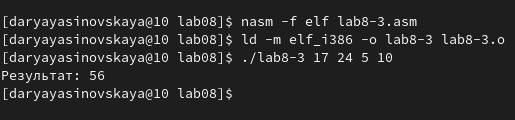 [daryayasinovskaya@10 lab08]$ nasm -f elf lab8-3.asm
[daryayasinovskaya@10 lab08]$ ld -m elf_i386 -o lab8-3 lab8-3.o
[daryayasinovskaya@10 lab08]$ ./lab8-3 17 24 5 10
Результат: 56
[daryayasinovskaya@10 lab08]$